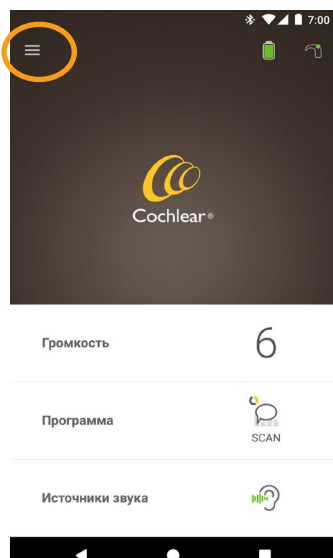 7:00
Cochlear®
Громкость
6
Программа
SCAN
Источники звука